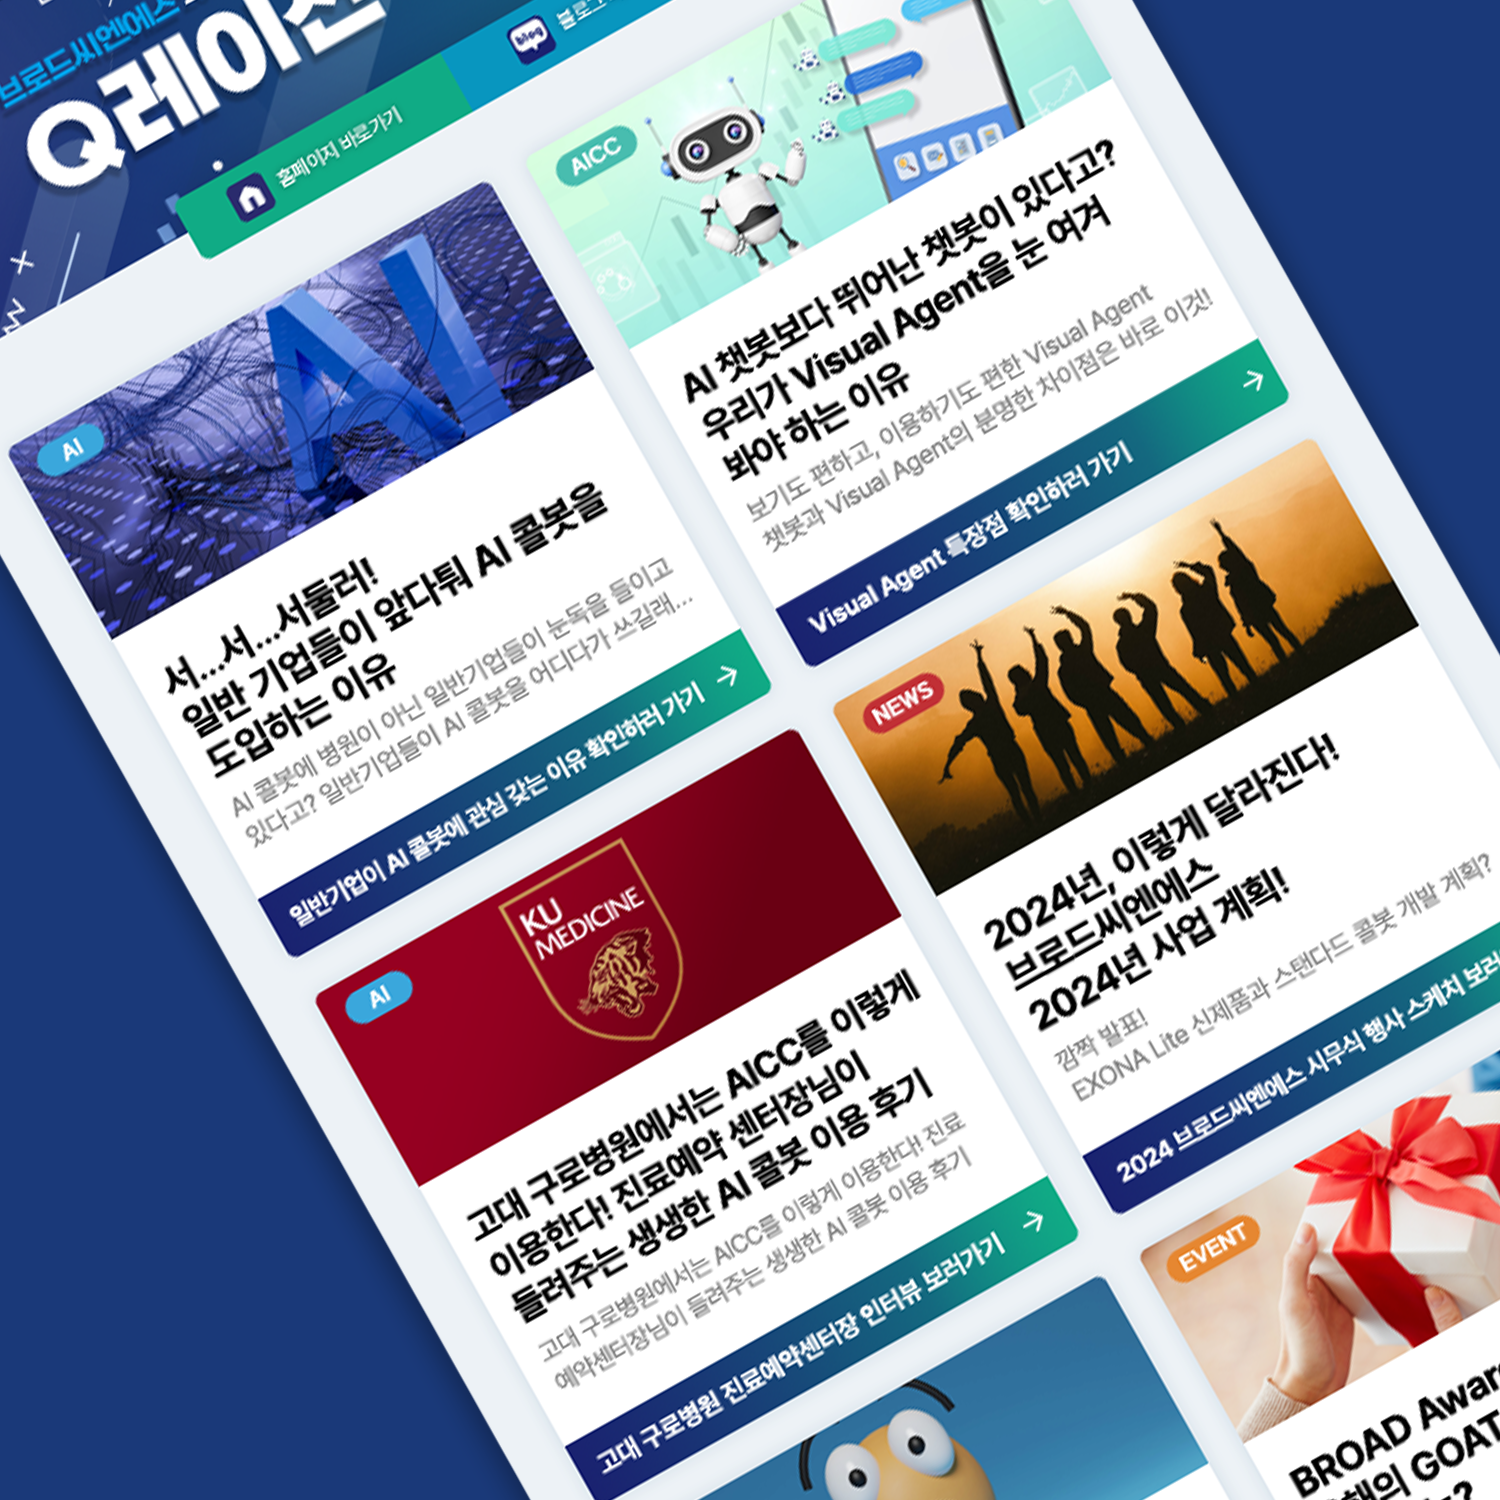 브로드씨엔에스
Q레이션
홈페이지 바로가기
blog
AI
서...서...서둘러!
일반 기업들이 앞다퉈 AI 콜봇을
도입하는 이유
AI 콜봇에 병원이 아닌 일반기업들이 눈독을 들이고
있다고? 일반기업들이 AI 콜봇을 어디다가 쓰길래...
일반기업이 AI 콜봇에 관심 갖는 이유 확인하러 가기
AICC
AI 챗봇보다 뛰어난 챗봇이 있다고?
우리가 Visual Agent을 눈 여겨
봐야 하는 이유
보기도 편하고, 이용하기도 편한 Visual Agent
챗봇과 Visual Agent의 분명한 차이점은 바로 이것!
Visual Agent 특장점 확인하러 가기
AI
KU
MEDICINE
고대 구로병원에서는 AICC를 이렇게
이용한다! 진료예약 센터장님이
들려주는 생생한 AI 콜봇 이용 후기
고대 구로병원에서는 AICC를 이렇게 이용한다! 진료
예약센터장님이 들려주는 생생한 AI 콜봇 이용 후기
고대 구로병원 진료예약센터장 인터뷰 보러가기
NEWS
2024년, 이렇게 달라진다!
브로드씨엔에스
2024년 사업 계획!
깜짝 발표!
EXONA Lite 신제품과 스탠다드 콜봇 개발 계획?
2024 브로드씨엔에스 시무식 행사 스케치 보러
EVENT
BROAD Awar
의 GOAT